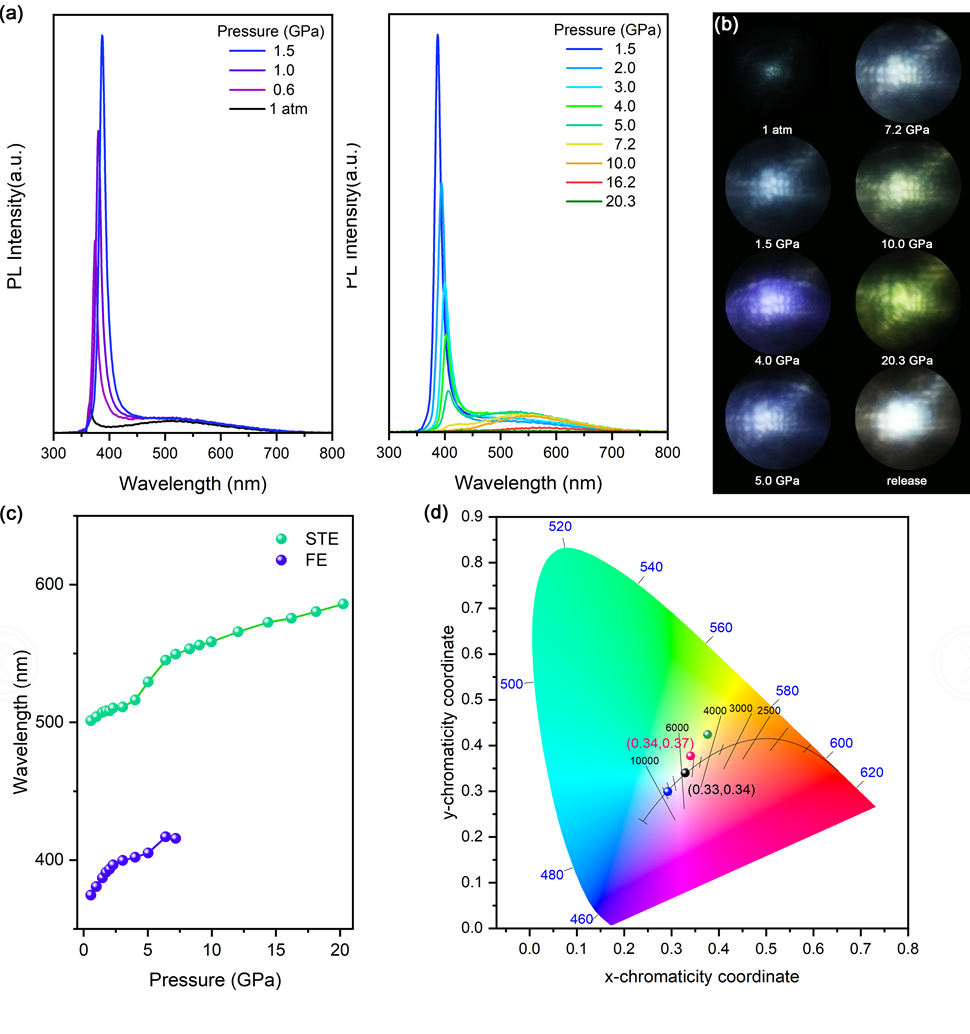 (a)
Pressure (GPa)
1.5
1.0
0.6
1 atm
PL Intensity(a.u.)
300 400 500 600 700 800
Wavelength (nm)
Pressure (GPa)
1.5
2.0
3.0
4.0
5.0
7.2
10.0
16.2
20.3
PL Intensity(a.u.)
300 400 500 600 700 800
Wavelength (nm)
(b)
1 atm
7.2 GPa
1.5 GPa
10.0 GPa
4.0 GPa
20.3 GPa
5.0 GPa
release
(c)
STE
FE
600
500
400
Wavelength (nm)
0 5 10 15 20
Pressure (GPa)
(d)
0.9
0.8
0.7
0.6
0.5
0.4
0.3
0.2
0.1
0.0
y-chromaticity coordinate
520
540
560
500
580
600
620
480
460
4000
3000
2500
6000
10000
(0.34,0.37)
(0.33,0.34)
0.0 0.1 0.2 0.3 0.4 0.5 0.6 0.7 0.8
x-chromaticity coordinate